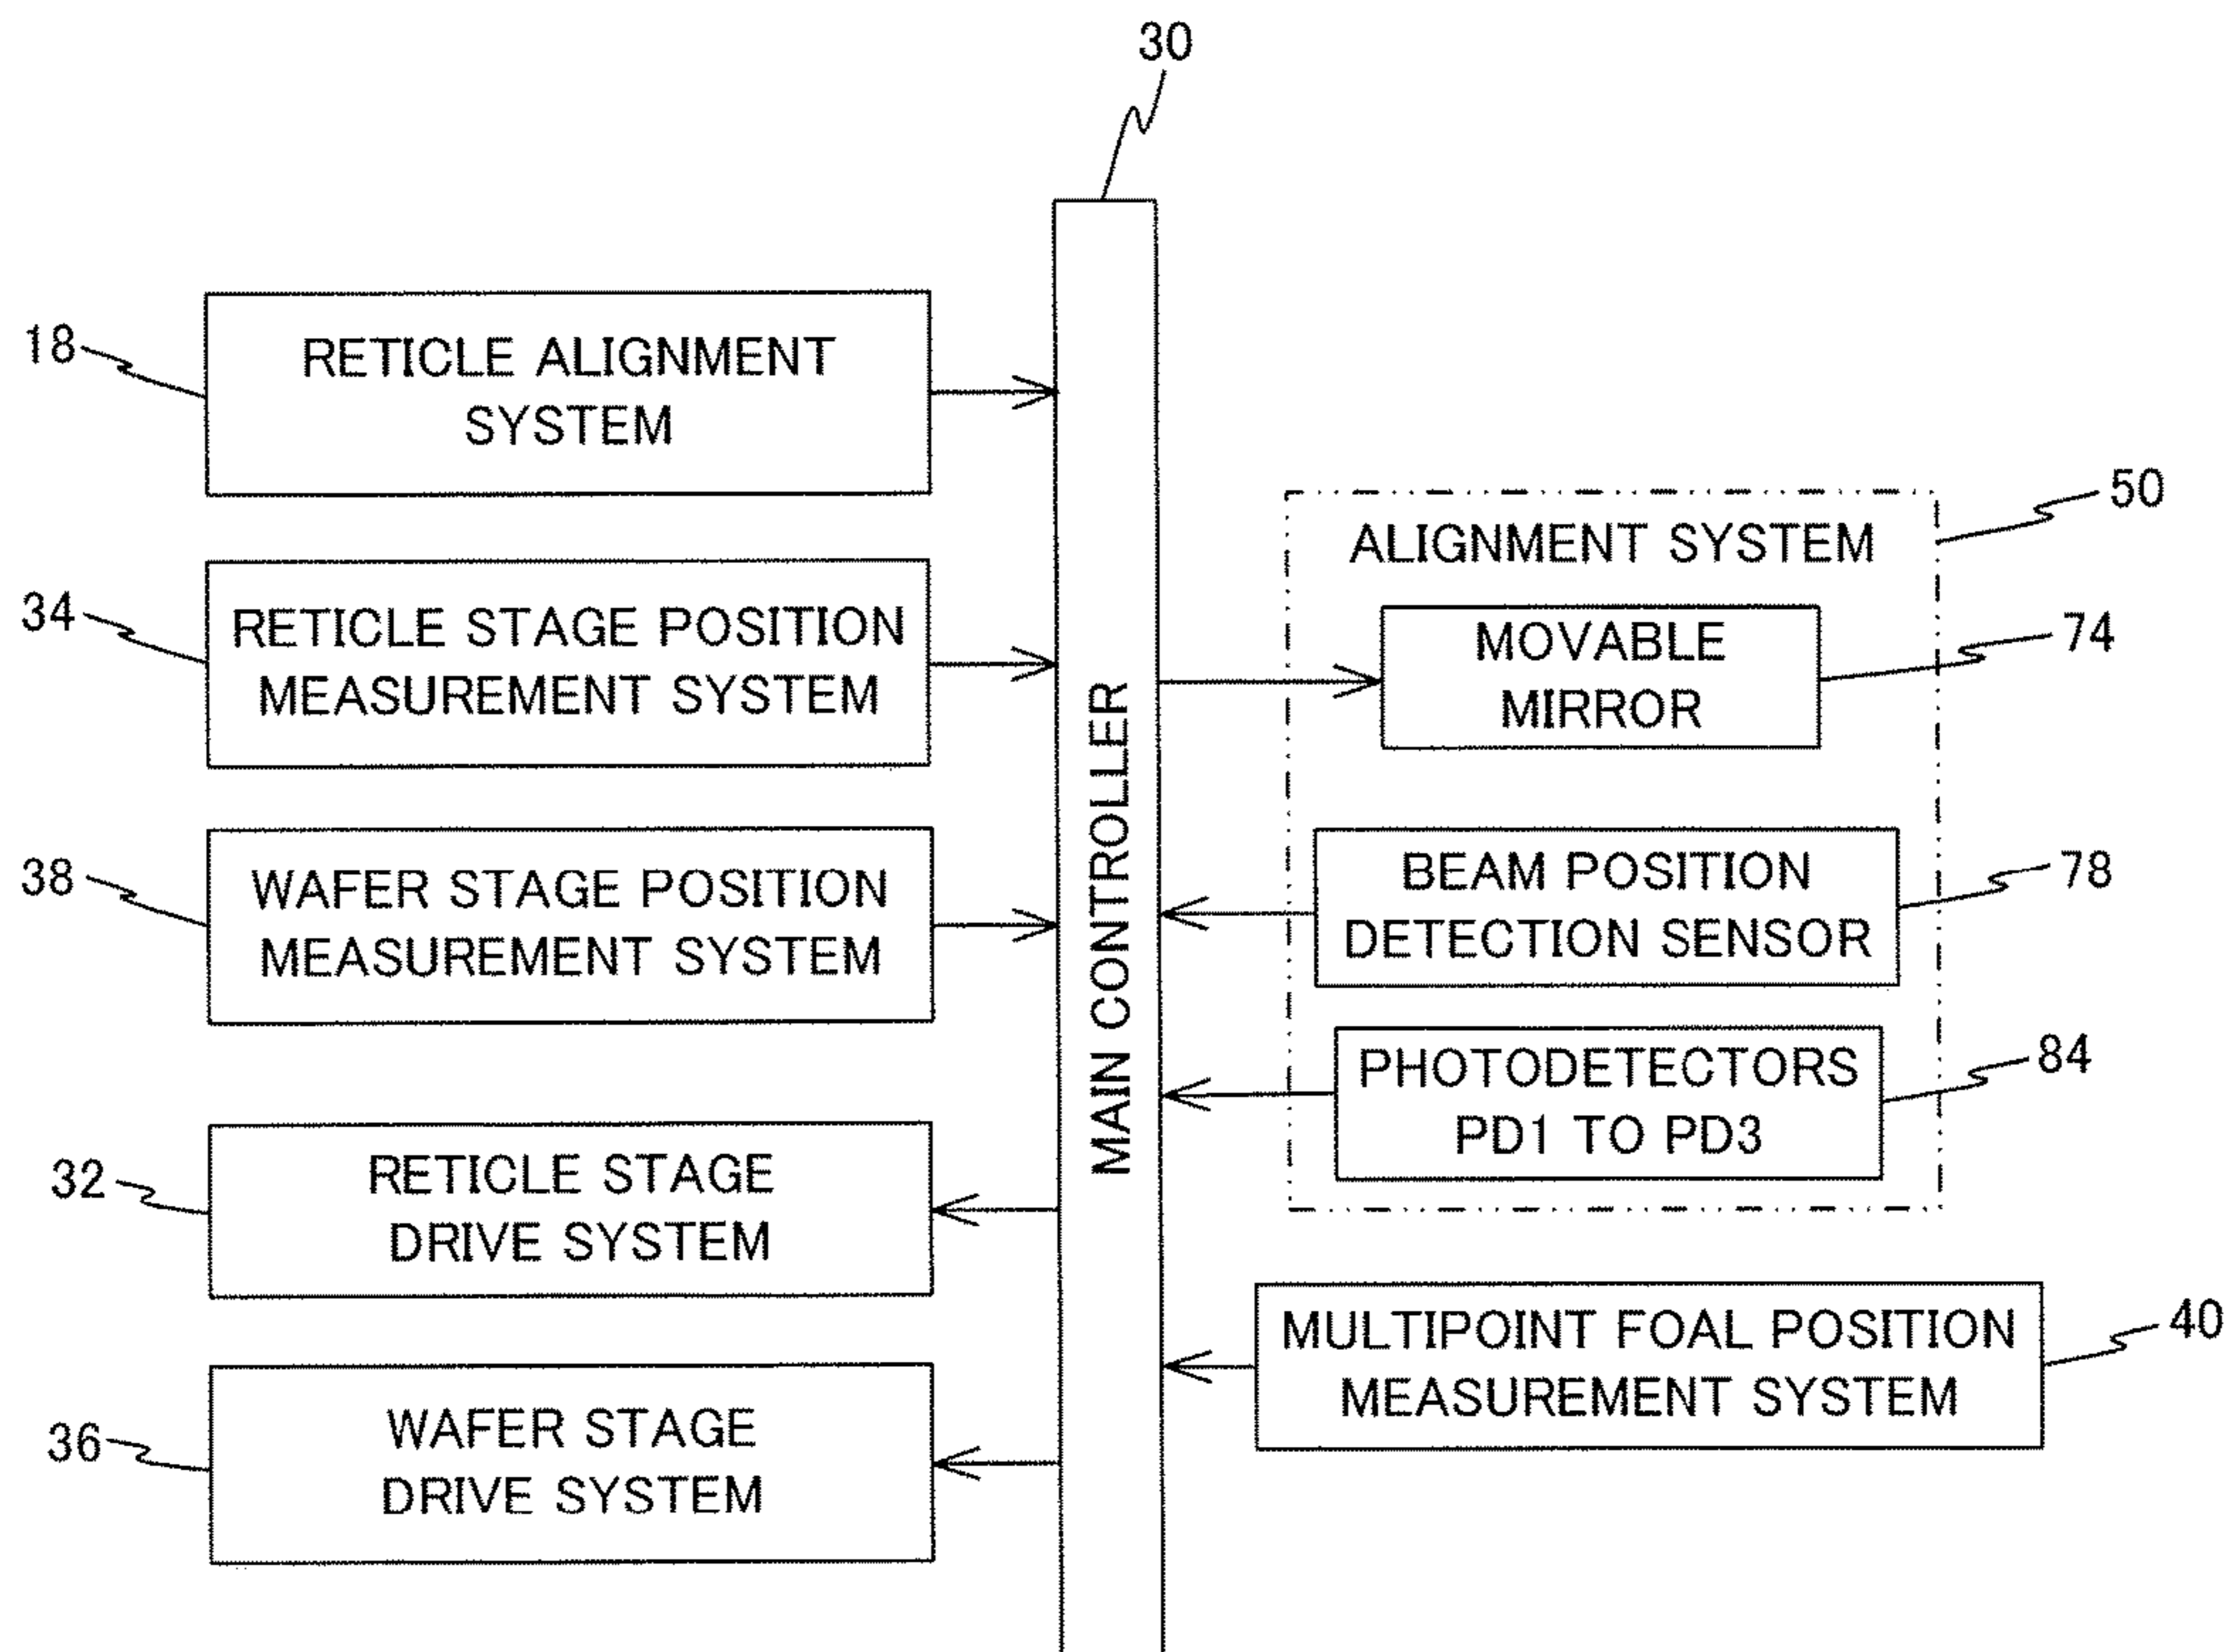 30
18
RETICLE ALIGNMENT
SYSTEM
34
RETICLE STAGE POSITION
MEASUREMENT SYSTEM
38
WAFER STAGE POSITION
MEASUREMENT SYSTEM
32
RETICLE STAGE
DRIVE SYSTEM
36
WAFER STAGE
DRIVE SYSTEM
MAIN CONTROLLER
50
ALIGNMENT SYSTEM
MOVABLE
MIRROR
74
BEAM POSITION
DETECTION SENSOR
78
PHOTODETECTORS
PD1 TO PD3
84
MULTIPOINT FOAL POSITION
MEASUREMENT SYSTEM
40